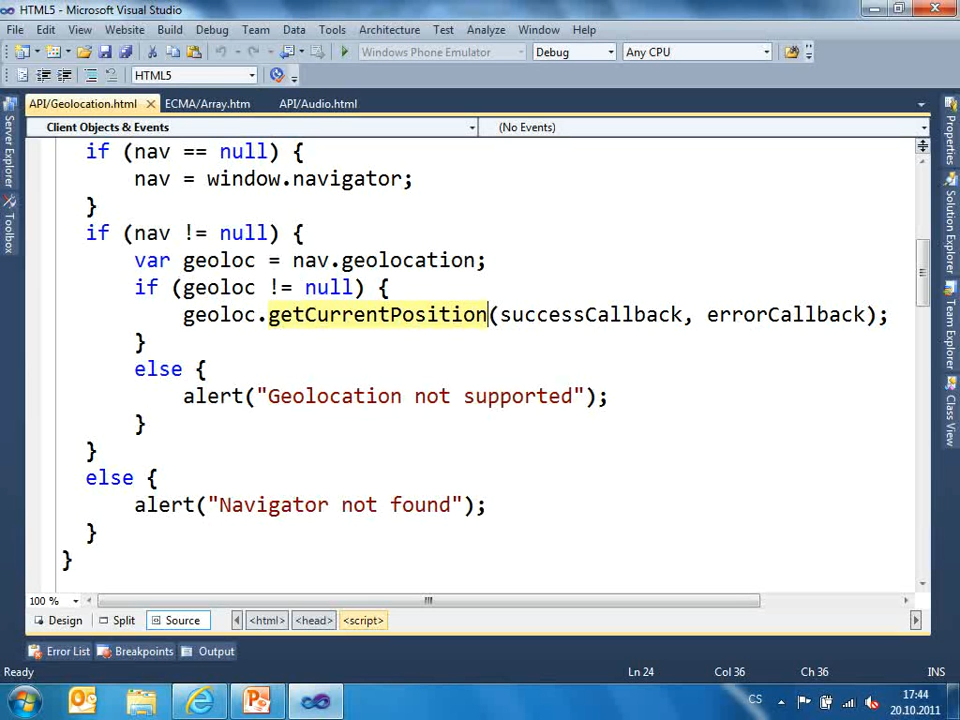 HTML5 - Microsoft Visual Studio
File Edit View Website Build Debug Team Data Tools Architecture Test Analyze Window Help
Windows Phone Emulator Debug Any CPU
HTML5
API/Geolocation.html ECMA/Array.htm API/Audio.html
Client Objects & Events (No Events)
if (nav == null) {
nav = window.navigator;
}
if (nav != null) {
var geoloc = nav.geolocation;
if (geoloc != null) {
geoloc.getCurrentPosition(successCallback, errorCallback);
}
else {
alert("Geolocation not supported");
}
}
else {
alert("Navigator not found");
}
}
100 %
Design Split Source <html> <head> <script>
Error List Breakpoints Output
Ready Ln 24 Col 36 Ch 36 INS
CS 17:44
20.10.2011
Server Explorer
Toolbox
Properties
Solution Explorer
Team Explorer
Class View